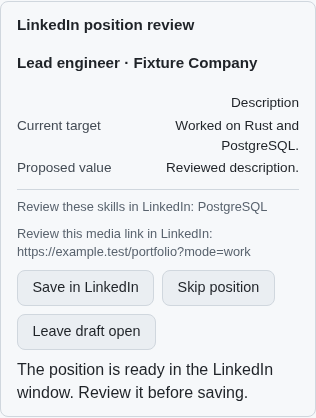 LinkedIn position review
Lead engineer · Fixture Company
Description
Current target Worked on Rust and
PostgreSQL.
Proposed value Reviewed description.
Review these skills in LinkedIn: PostgreSQL
Review this media link in LinkedIn:
https://example.test/portfolio?mode=work
Save in LinkedIn Skip position
Leave draft open
The position is ready in the LinkedIn
window. Review it before saving.